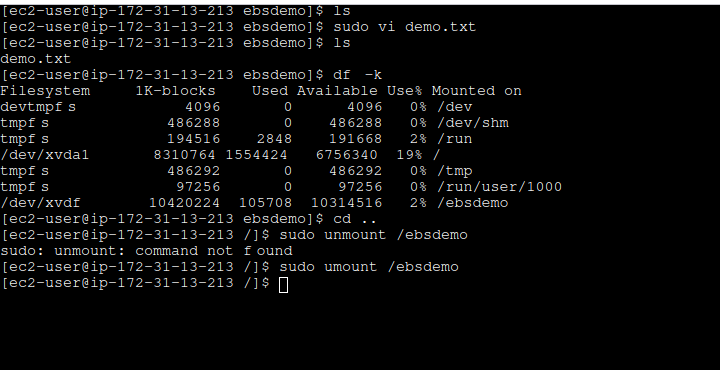 [ec2-user@ip-172-31-13-213 ebsdemo]$ ls
[ec2-user@ip-172-31-13-213 ebsdemo]$ sudo vi demo.txt
[ec2-user@ip-172-31-13-213 ebsdemo]$ ls
demo.txt
[ec2-user@ip-172-31-13-213 ebsdemo]$ df -k
Filesystem     1K-blocks    Used Available Use% Mounted on
devtmpfs            4096       0      4096   0% /dev
tmpfs             486288       0    486288   0% /dev/shm
tmpfs             194516    2848    191668   2% /run
/dev/xvda1       8310764 1554424   6756340  19% /
tmpfs             486292       0    486292   0% /tmp
tmpfs              97256       0     97256   0% /run/user/1000
/dev/xvdf       10420224  105708  10314516   2% /ebsdemo
[ec2-user@ip-172-31-13-213 ebsdemo]$ cd ..
[ec2-user@ip-172-31-13-213 /]$ sudo unmount /ebsdemo
sudo: unmount: command not found
[ec2-user@ip-172-31-13-213 /]$ sudo umount /ebsdemo
[ec2-user@ip-172-31-13-213 /]$